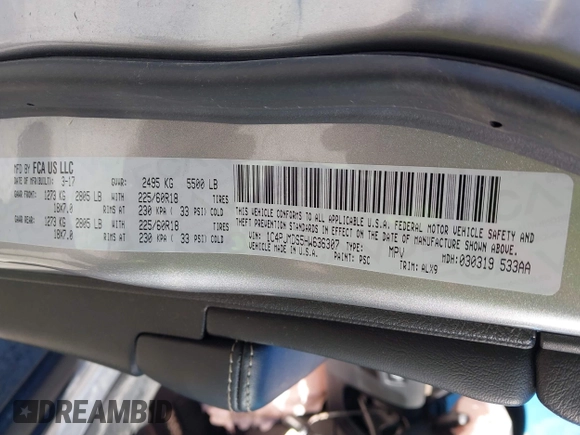 MFD BY FCA US LLC
DATE OF MFR(BUILT): 3-17 GVWR: 2495 KG 5500 LB
GAWR FRONT: 1273 KG 2805 LB WITH 225/60R18 TIRES
18X7.0 RIMS AT 230 KPA ( 33 PSI) COLD
GAWR REAR: 1273 KG 2805 LB WITH 225/60R18 TIRES
18X7.0 RIMS AT 230 KPA ( 33 PSI) COLD
THIS VEHICLE CONFORMS TO ALL APPLICABLE U.S.A. FEDERAL MOTOR VEHICLE SAFETY AND
THEFT PREVENTION STANDARDS IN EFFECT ON THE DATE OF MANUFACTURE SHOWN ABOVE.
VIN: TYPE: MPV MDH: 030319 533AA
MADE IN U.S.A. PAINT: PSC TRIM: ALX9
DREAMBID